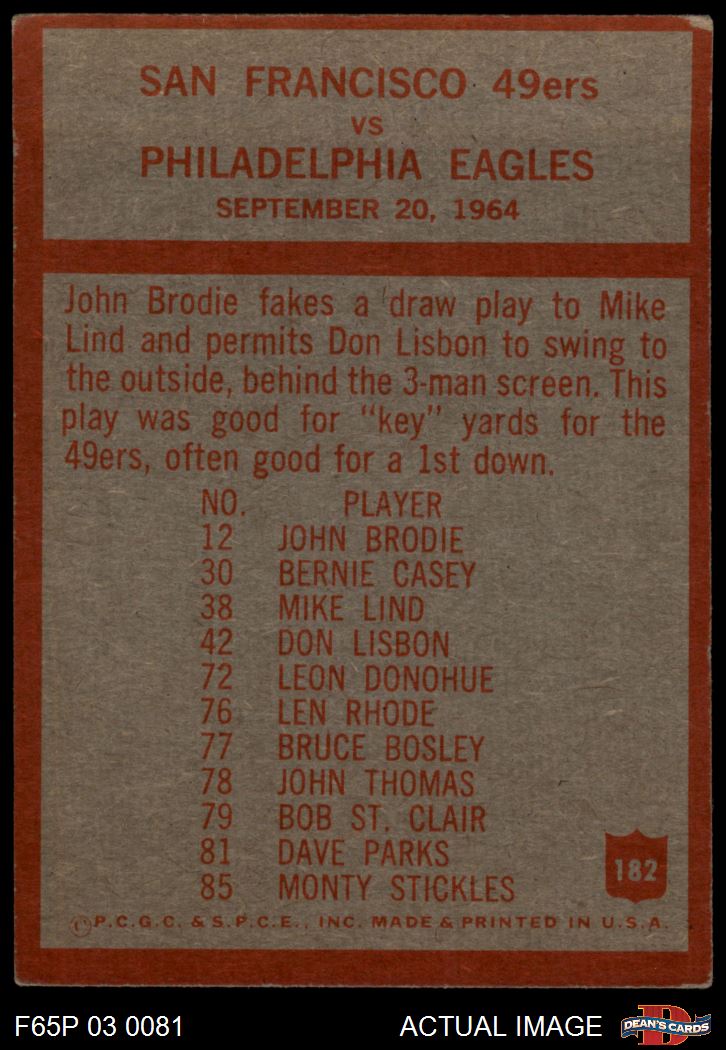 SAN FRANCISCO 49ers
VS
PHILADELPHIA EAGLES
SEPTEMBER 20, 1964
John Brodie fakes a draw play to Mike
Lind and permits Don Lisbon to swing to
the outside, behind the 3-man screen. This
play was good for "key" yards for the
49ers, often good for a 1st down.
NO. PLAYER
12 JOHN BRODIE
30 BERNIE CASEY
38 MIKE LIND
42 DON LISBON
72 LEON DONOHUE
76 LEN RHODE
77 BRUCE BOSLEY
78 JOHN THOMAS
79 BOB ST. CLAIR
81 DAVE PARKS
85 MONTY STICKLES
182
©P.C.G.C. & S.P.C.E., INC. MADE & PRINTED IN U.S.A.
F65P 03 0081 ACTUAL IMAGE
D
DEAN'S CARDS